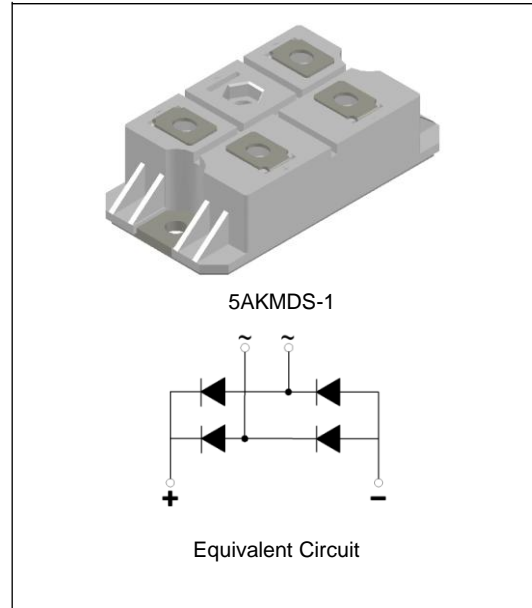 5AKMDS-1
~ ~
+ -
Equivalent Circuit